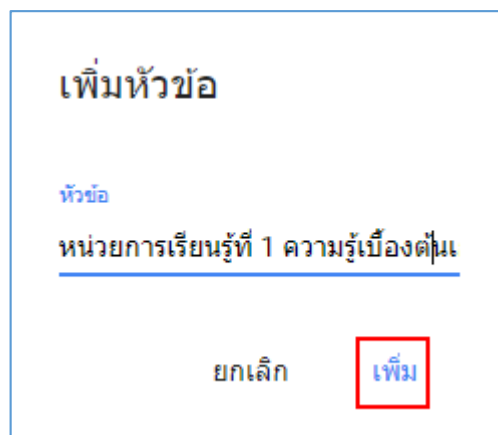 เพิ่มหัวข้อ
หัวข้อ
หน่วยการเรียนรู้ที่ 1 ความรู้เบื้องต้นเ
ยกเลิก เพิ่ม